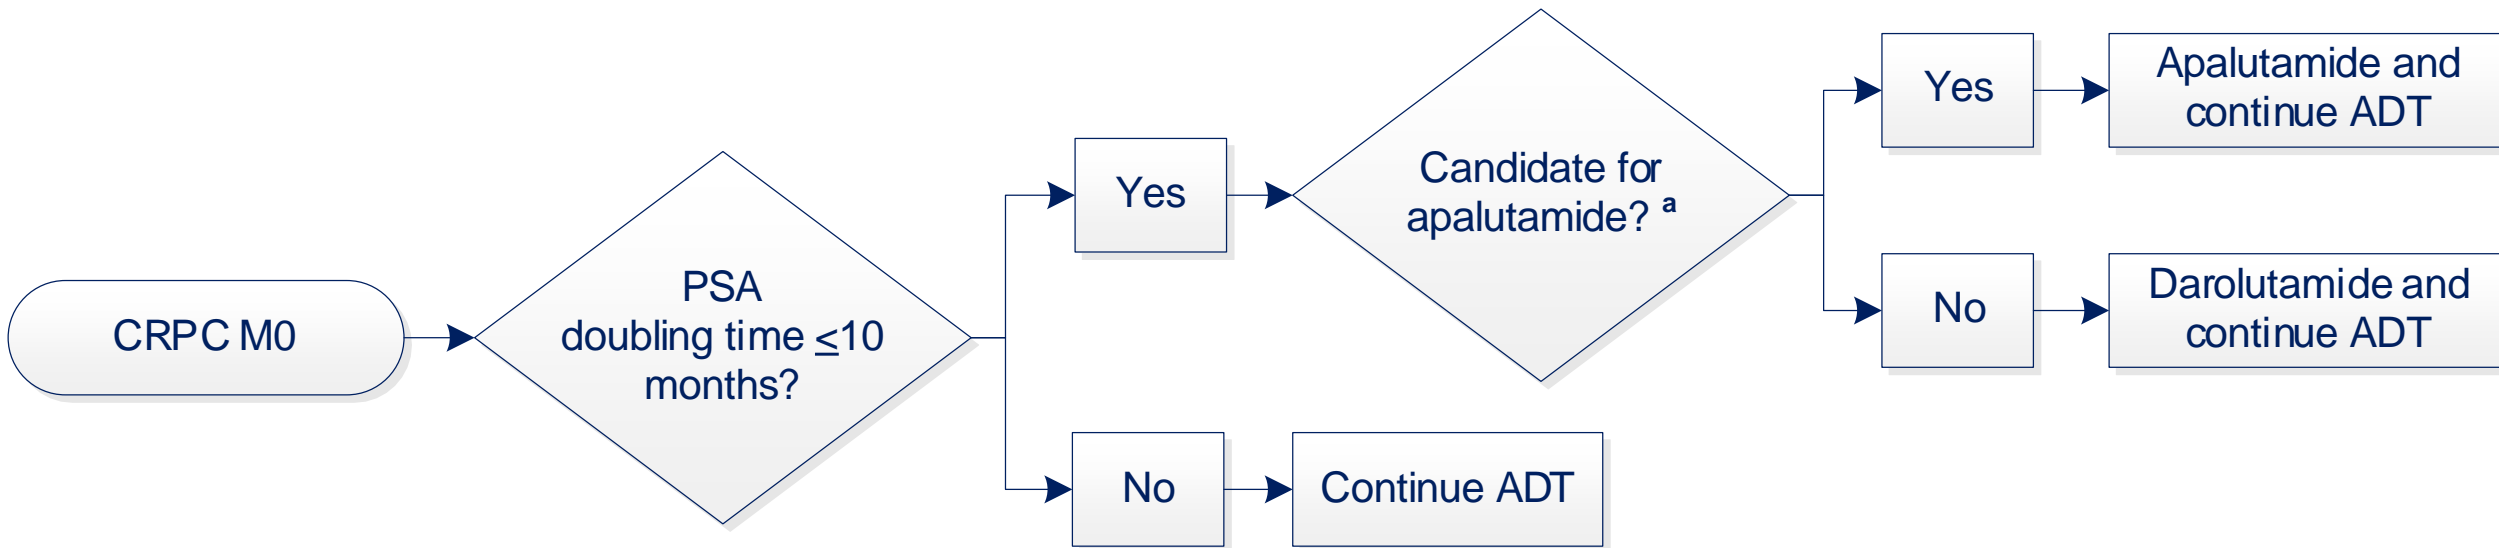 CRPC M0
PSA
doubling time ≤10
months?
Yes
Candidate for
apalutamide? a
Yes
Apalutamide and
continue ADT
No
Darolutamide and
continue ADT
No
Continue ADT